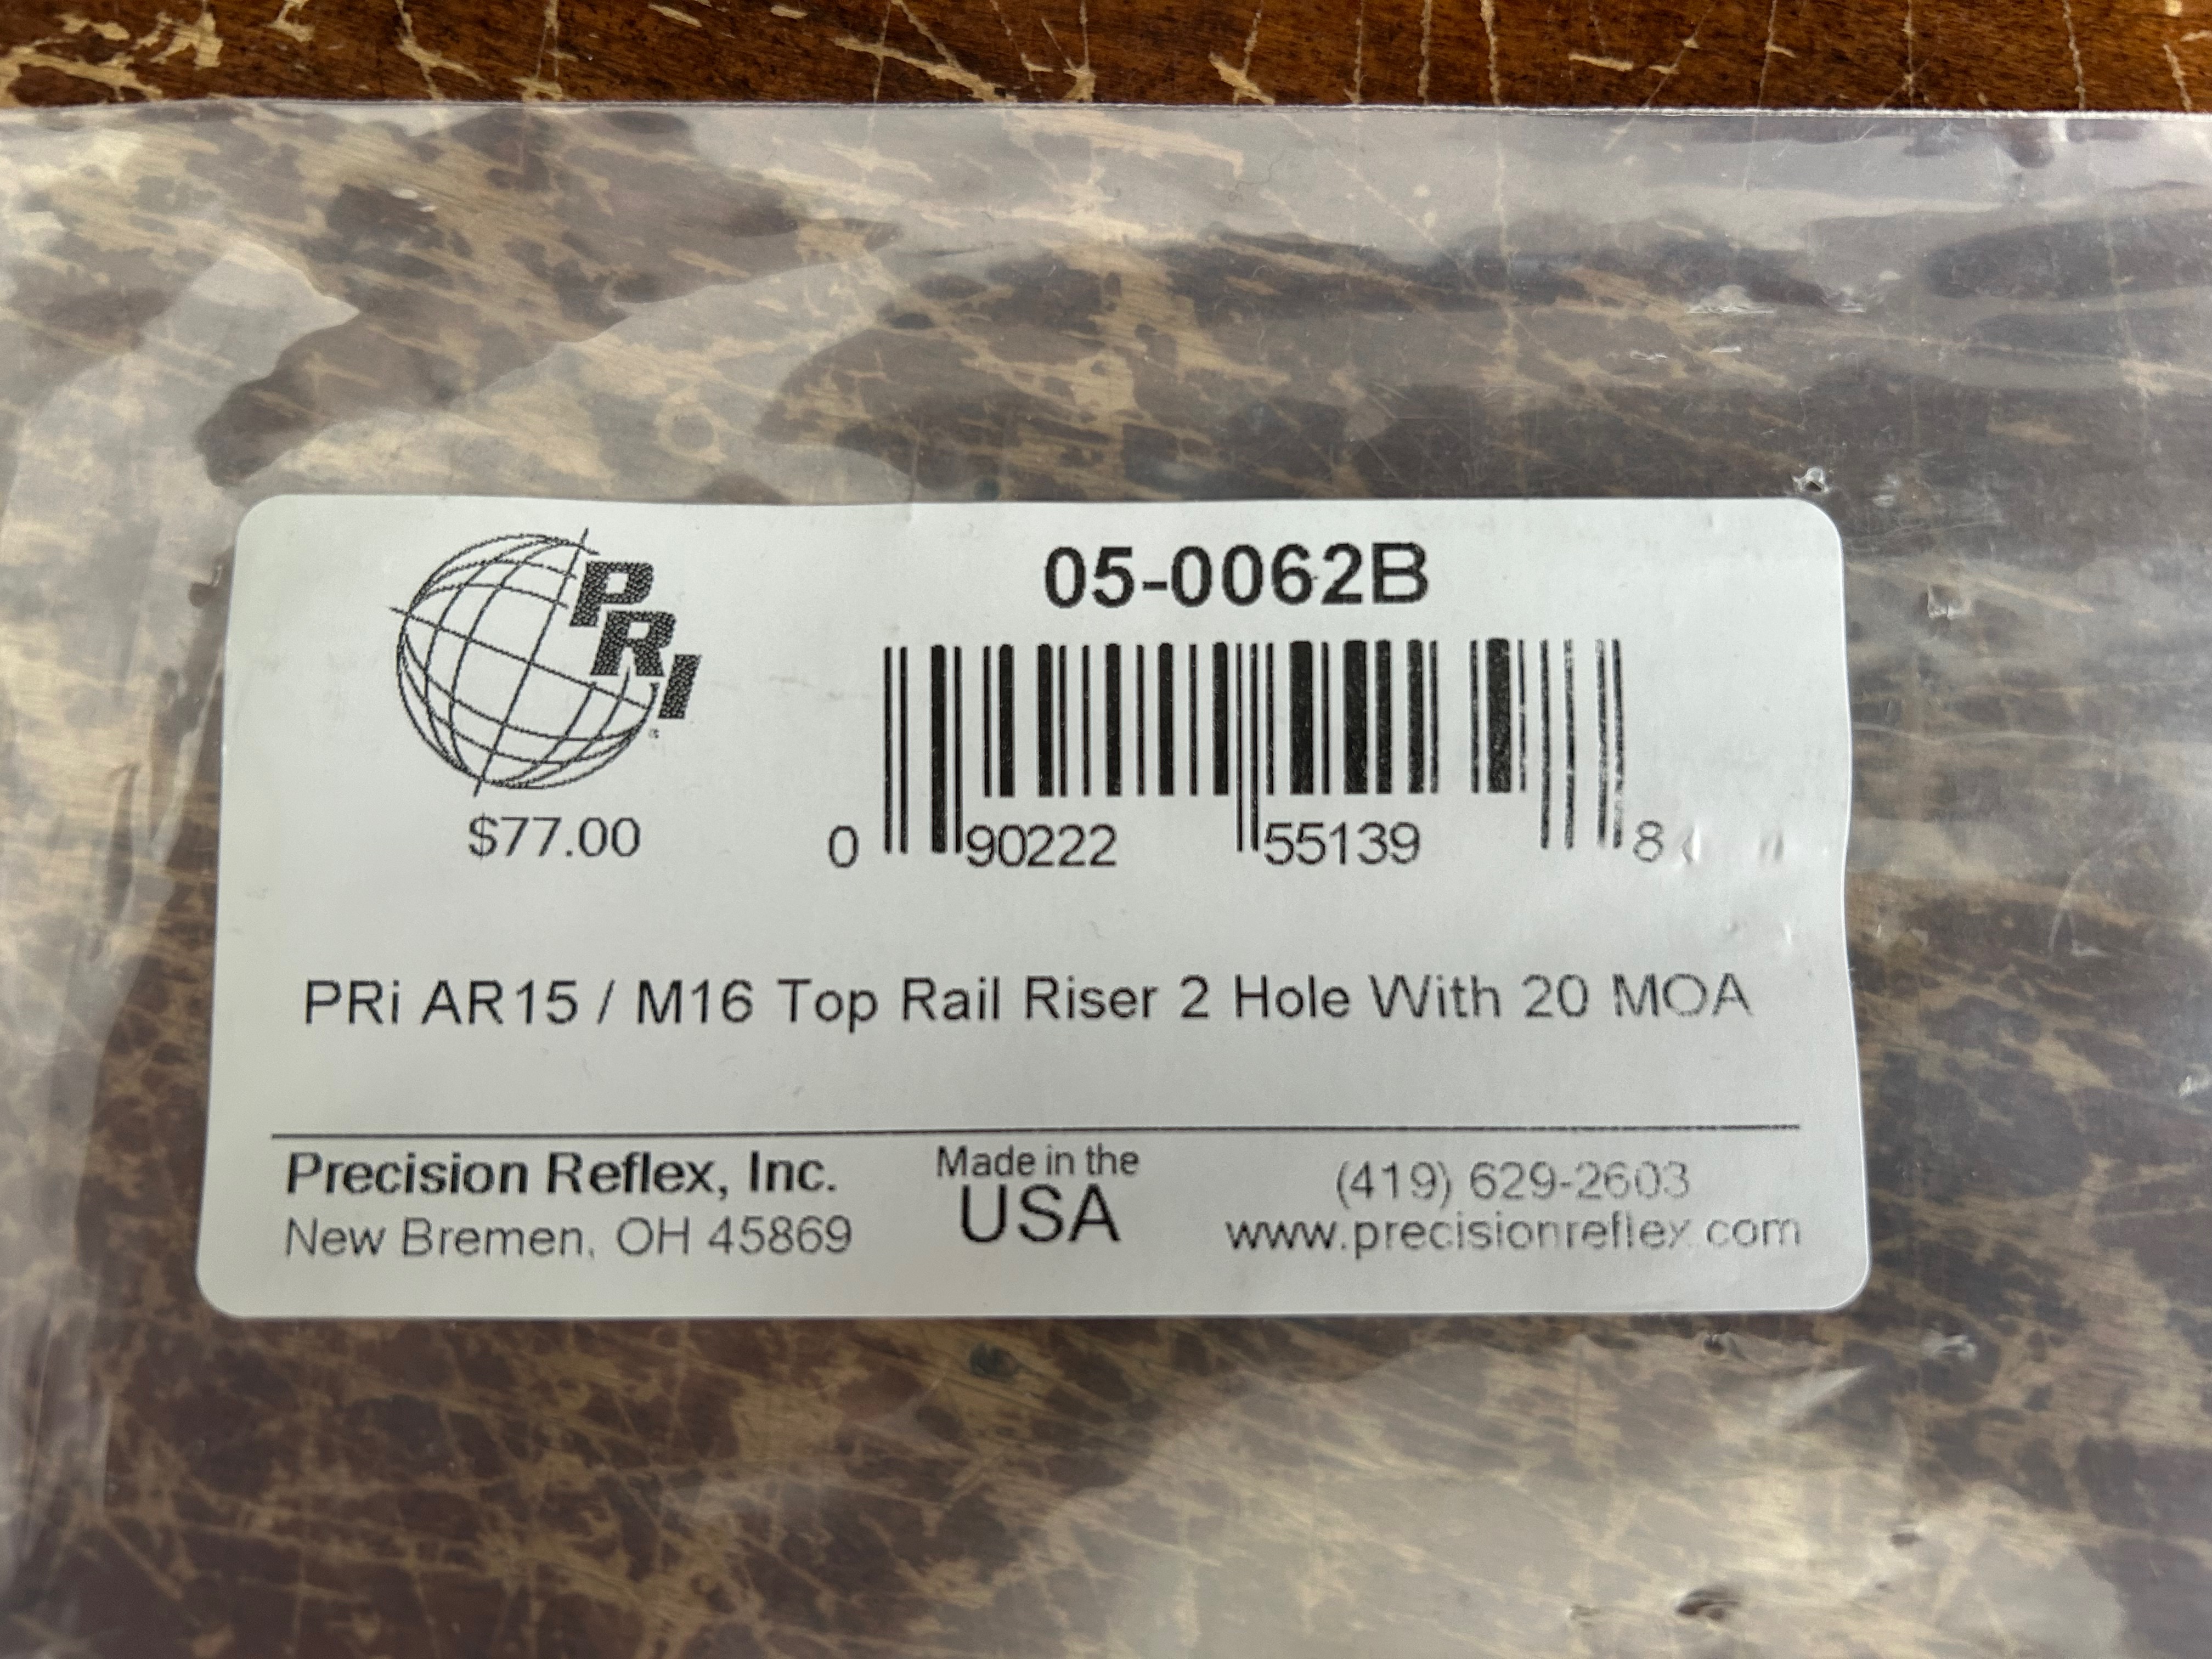 PRI
05-0062B
$77.00
0 90222 55139 8
PRi AR15 / M16 Top Rail Riser 2 Hole With 20 MOA
Precision Reflex, Inc.
New Bremen, OH 45869
Made in the
USA
(419) 629-2603
www.precisionreflex.com